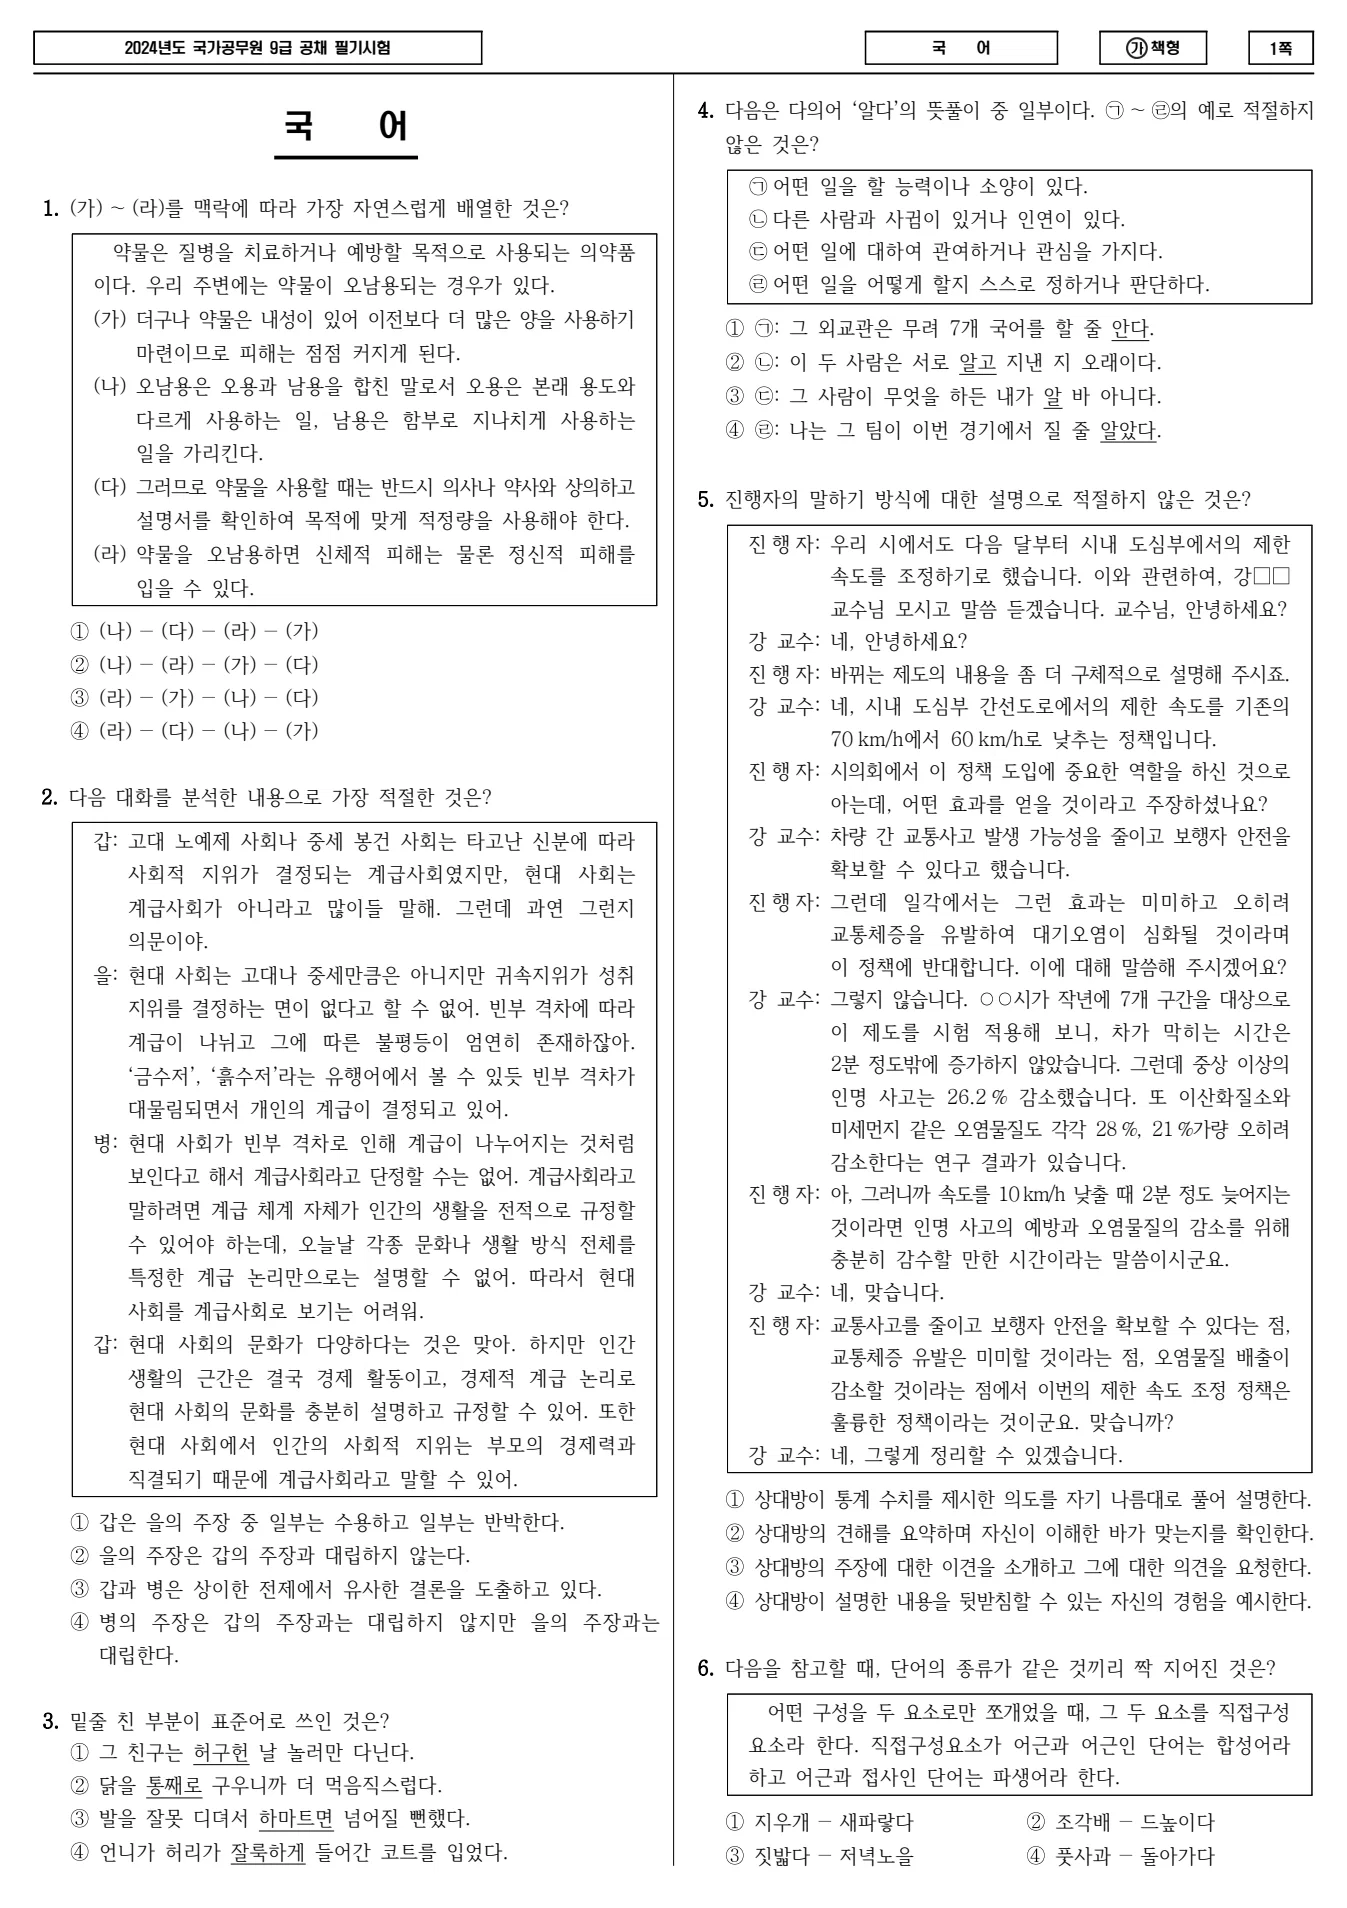 2024년도 국가공무원 9급 공채 필기시험
국 어
㉮ 책형
1쪽
국 어
1. (가) ~ (라)를 맥락에 따라 가장 자연스럽게 배열한 것은?
약물은 질병을 치료하거나 예방할 목적으로 사용되는 의약품
이다. 우리 주변에는 약물이 오남용되는 경우가 있다.
(가) 더구나 약물은 내성이 있어 이전보다 더 많은 양을 사용하기
마련이므로 피해는 점점 커지게 된다.
(나) 오남용은 오용과 남용을 합친 말로서 오용은 본래 용도와
다르게 사용하는 일, 남용은 함부로 지나치게 사용하는
일을 가리킨다.
(다) 그러므로 약물을 사용할 때는 반드시 의사나 약사와 상의하고
설명서를 확인하여 목적에 맞게 적정량을 사용해야 한다.
(라) 약물을 오남용하면 신체적 피해는 물론 정신적 피해를
입을 수 있다.
① (나) - (다) - (라) - (가)
② (나) - (라) - (가) - (다)
③ (라) - (가) - (나) - (다)
④ (라) - (다) - (나) - (가)
2. 다음 대화를 분석한 내용으로 가장 적절한 것은?
갑: 고대 노예제 사회나 중세 봉건 사회는 타고난 신분에 따라
사회적 지위가 결정되는 계급사회였지만, 현대 사회는
계급사회가 아니라고 많이들 말해. 그런데 과연 그런지
의문이야.
을: 현대 사회는 고대나 중세만큼은 아니지만 귀속지위가 성취
지위를 결정하는 면이 없다고 할 수 없어. 빈부 격차에 따라
계급이 나뉘고 그에 따른 불평등이 엄연히 존재하잖아.
‘금수저’, ‘흙수저’라는 유행어에서 볼 수 있듯 빈부 격차가
대물림되면서 개인의 계급이 결정되고 있어.
병: 현대 사회가 빈부 격차로 인해 계급이 나누어지는 것처럼
보인다고 해서 계급사회라고 단정할 수는 없어. 계급사회라고
말하려면 계급 체계 자체가 인간의 생활을 전적으로 규정할
수 있어야 하는데, 오늘날 각종 문화나 생활 방식 전체를
특정한 계급 논리만으로는 설명할 수 없어. 따라서 현대
사회를 계급사회로 보기는 어려워.
갑: 현대 사회의 문화가 다양하다는 것은 맞아. 하지만 인간
생활의 근간은 결국 경제 활동이고, 경제적 계급 논리로
현대 사회의 문화를 충분히 설명하고 규정할 수 있어. 또한
현대 사회에서 인간의 사회적 지위는 부모의 경제력과
직결되기 때문에 계급사회라고 말할 수 있어.
① 갑은 을의 주장 중 일부는 수용하고 일부는 반박한다.
② 을의 주장은 갑의 주장과 대립하지 않는다.
③ 갑과 병은 상이한 전제에서 유사한 결론을 도출하고 있다.
④ 병의 주장은 갑의 주장과는 대립하지 않지만 을의 주장과는
대립한다.
3. 밑줄 친 부분이 표준어로 쓰인 것은?
① 그 친구는 허구헌 날 놀러만 다닌다.
② 닭을 통째로 구우니까 더 먹음직스럽다.
③ 발을 잘못 디뎌서 하마트면 넘어질 뻔했다.
④ 언니가 허리가 잘룩하게 들어간 코트를 입었다.
4. 다음은 다의어 ‘알다’의 뜻풀이 중 일부이다. ㉠ ~ ㉣의 예로 적절하지
않은 것은?
㉠ 어떤 일을 할 능력이나 소양이 있다.
㉡ 다른 사람과 사귐이 있거나 인연이 있다.
㉢ 어떤 일에 대하여 관여하거나 관심을 가지다.
㉣ 어떤 일을 어떻게 할지 스스로 정하거나 판단하다.
① ㉠: 그 외교관은 무려 7개 국어를 할 줄 안다.
② ㉡: 이 두 사람은 서로 알고 지낸 지 오래이다.
③ ㉢: 그 사람이 무엇을 하든 내가 알 바 아니다.
④ ㉣: 나는 그 팀이 이번 경기에서 질 줄 알았다.
5. 진행자의 말하기 방식에 대한 설명으로 적절하지 않은 것은?
진 행 자: 우리 시에서도 다음 달부터 시내 도심부에서의 제한
속도를 조정하기로 했습니다. 이와 관련하여, 강□□
교수님 모시고 말씀 듣겠습니다. 교수님, 안녕하세요?
강 교수: 네, 안녕하세요?
진 행 자: 바뀌는 제도의 내용을 좀 더 구체적으로 설명해 주시죠.
강 교수: 네, 시내 도심부 간선도로에서의 제한 속도를 기존의
70 km/h에서 60 km/h로 낮추는 정책입니다.
진 행 자: 시의회에서 이 정책 도입에 중요한 역할을 하신 것으로
아는데, 어떤 효과를 얻을 것이라고 주장하셨나요?
강 교수: 차량 간 교통사고 발생 가능성을 줄이고 보행자 안전을
확보할 수 있다고 했습니다.
진 행 자: 그런데 일각에서는 그런 효과는 미미하고 오히려
교통체증을 유발하여 대기오염이 심화될 것이라며
이 정책에 반대합니다. 이에 대해 말씀해 주시겠어요?
강 교수: 그렇지 않습니다. ○○시가 작년에 7개 구간을 대상으로
이 제도를 시험 적용해 보니, 차가 막히는 시간은
2분 정도밖에 증가하지 않았습니다. 그런데 중상 이상의
인명 사고는 26.2 % 감소했습니다. 또 이산화질소와
미세먼지 같은 오염물질도 각각 28 %, 21 %가량 오히려
감소한다는 연구 결과가 있습니다.
진 행 자: 아, 그러니까 속도를 10 km/h 낮출 때 2분 정도 늦어지는
것이라면 인명 사고의 예방과 오염물질의 감소를 위해
충분히 감수할 만한 시간이라는 말씀이시군요.
강 교수: 네, 맞습니다.
진 행 자: 교통사고를 줄이고 보행자 안전을 확보할 수 있다는 점,
교통체증 유발은 미미할 것이라는 점, 오염물질 배출이
감소할 것이라는 점에서 이번의 제한 속도 조정 정책은
훌륭한 정책이라는 것이군요. 맞습니까?
강 교수: 네, 그렇게 정리할 수 있겠습니다.
① 상대방이 통계 수치를 제시한 의도를 자기 나름대로 풀어 설명한다.
② 상대방의 견해를 요약하며 자신이 이해한 바가 맞는지를 확인한다.
③ 상대방의 주장에 대한 이견을 소개하고 그에 대한 의견을 요청한다.
④ 상대방이 설명한 내용을 뒷받침할 수 있는 자신의 경험을 예시한다.
6. 다음을 참고할 때, 단어의 종류가 같은 것끼리 짝 지어진 것은?
어떤 구성을 두 요소로만 쪼개었을 때, 그 두 요소를 직접구성
요소라 한다. 직접구성요소가 어근과 어근인 단어는 합성어라
하고 어근과 접사인 단어는 파생어라 한다.
① 지우개 - 새파랗다
② 조각배 - 드높이다
③ 짓밟다 - 저녁노을
④ 풋사과 - 돌아가다